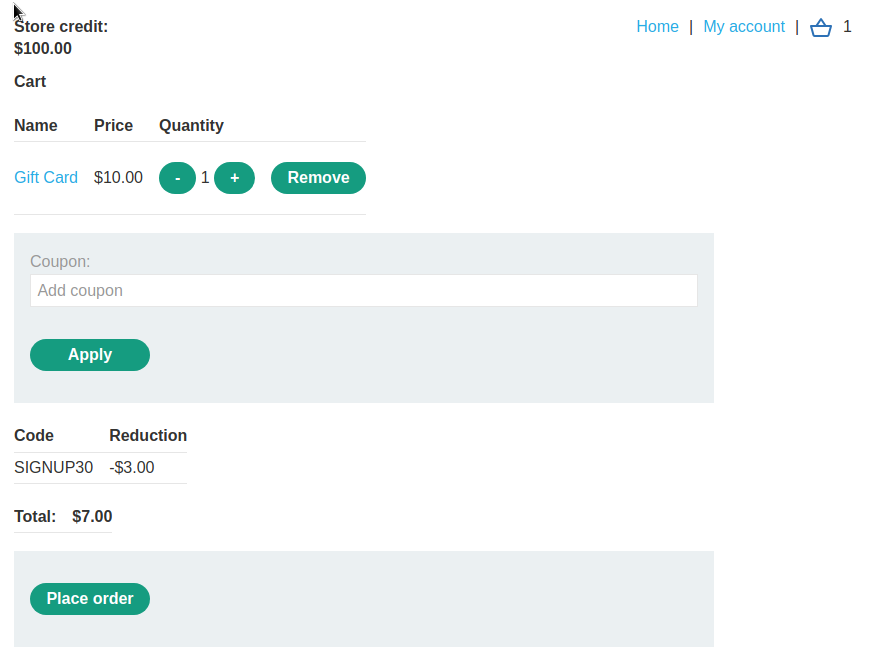 Store credit:
$100.00
Home | My account | 1
Cart
Name Price Quantity
Gift Card $10.00 - 1 + Remove
Coupon:
Add coupon
Apply
Code Reduction
SIGNUP30 -$3.00
Total: $7.00
Place order